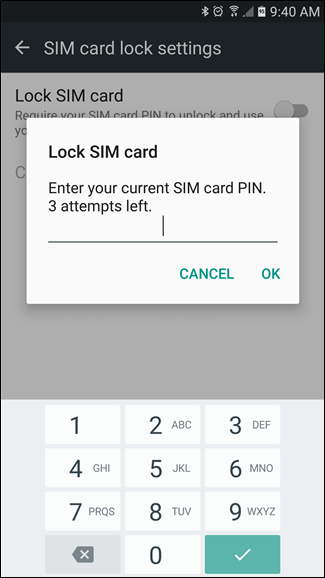 9:40 AM
SIM card lock settings
Lock SIM card
Require your SIM card PIN to unlock and use
yo
C
Lock SIM card
Enter your current SIM card PIN.
3 attempts left.
CANCEL OK
1 2 ABC 3 DEF
4 GHI 5 JKL 6 MNO
7 PRQS 8 TUV 9 WXYZ
0